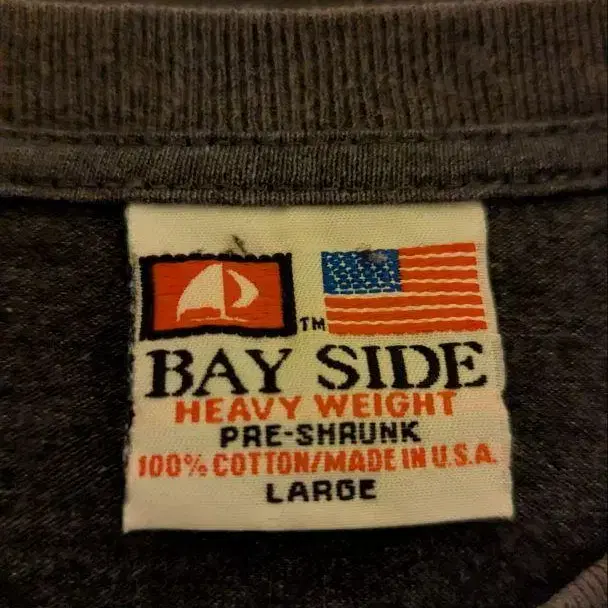 TM
BAY SIDE
HEAVY WEIGHT
PRE-SHRUNK
100% COTTON/MADE IN U.S.A.
LARGE